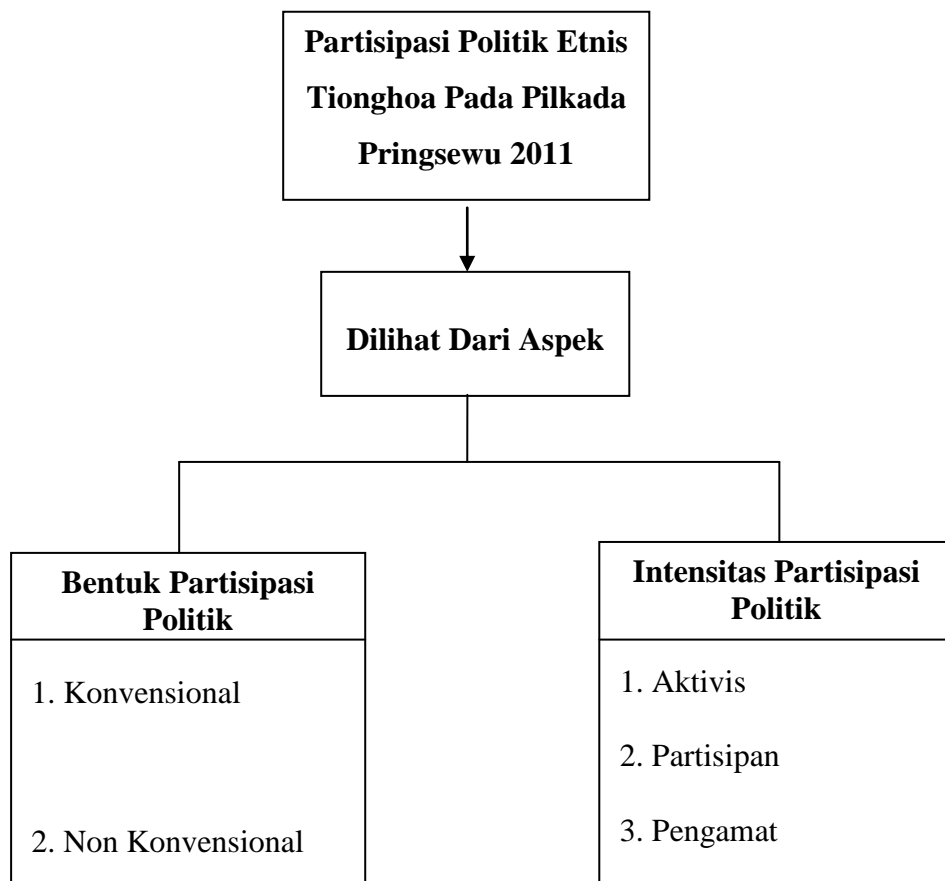 Partisipasi Politik Etnis
Tionghoa Pada Pilkada
Pringsewu 2011
Dilihat Dari Aspek
Bentuk Partisipasi
Politik
1. Konvensional
2. Non Konvensional
Intensitas Partisipasi
Politik
1. Aktivis
2. Partisipan
3. Pengamat